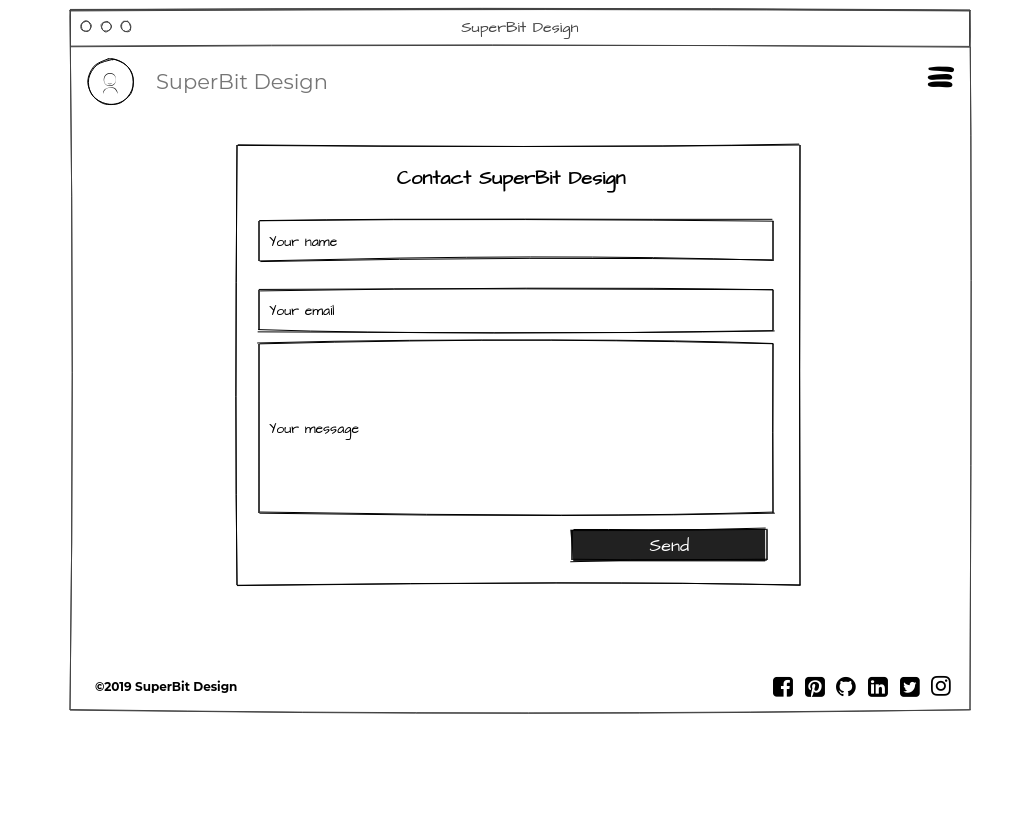 SuperBit Design
SuperBit Design
Contact SuperBit Design
Your name
Your email
Your message
Send
©2019 SuperBit Design